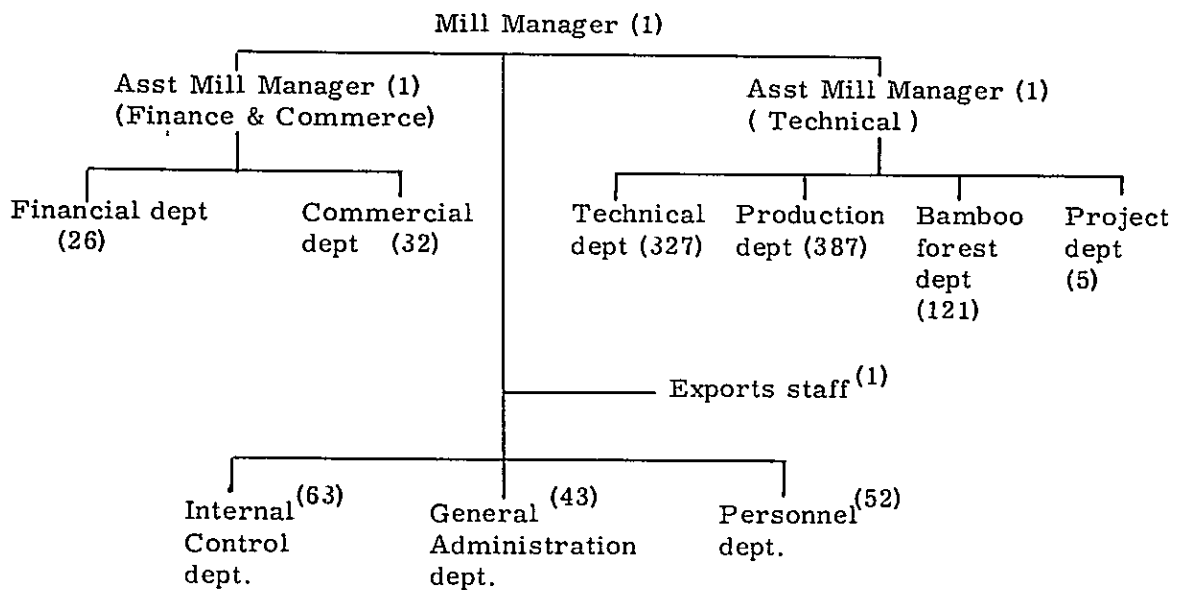 Mill Manager (1)
Asst Mill Manager (1)
(Finance & Commerce)
Asst Mill Manager (1)
( Technical )
Financial dept
(26)
Commercial
dept (32)
Technical
dept (327)
Production
dept (387)
Bamboo
forest
dept
(121)
Project
dept
(5)
Exports staff (1)
Internal (63)
Control
dept.
General (43)
Administration
dept.
Personnel (52)
dept.